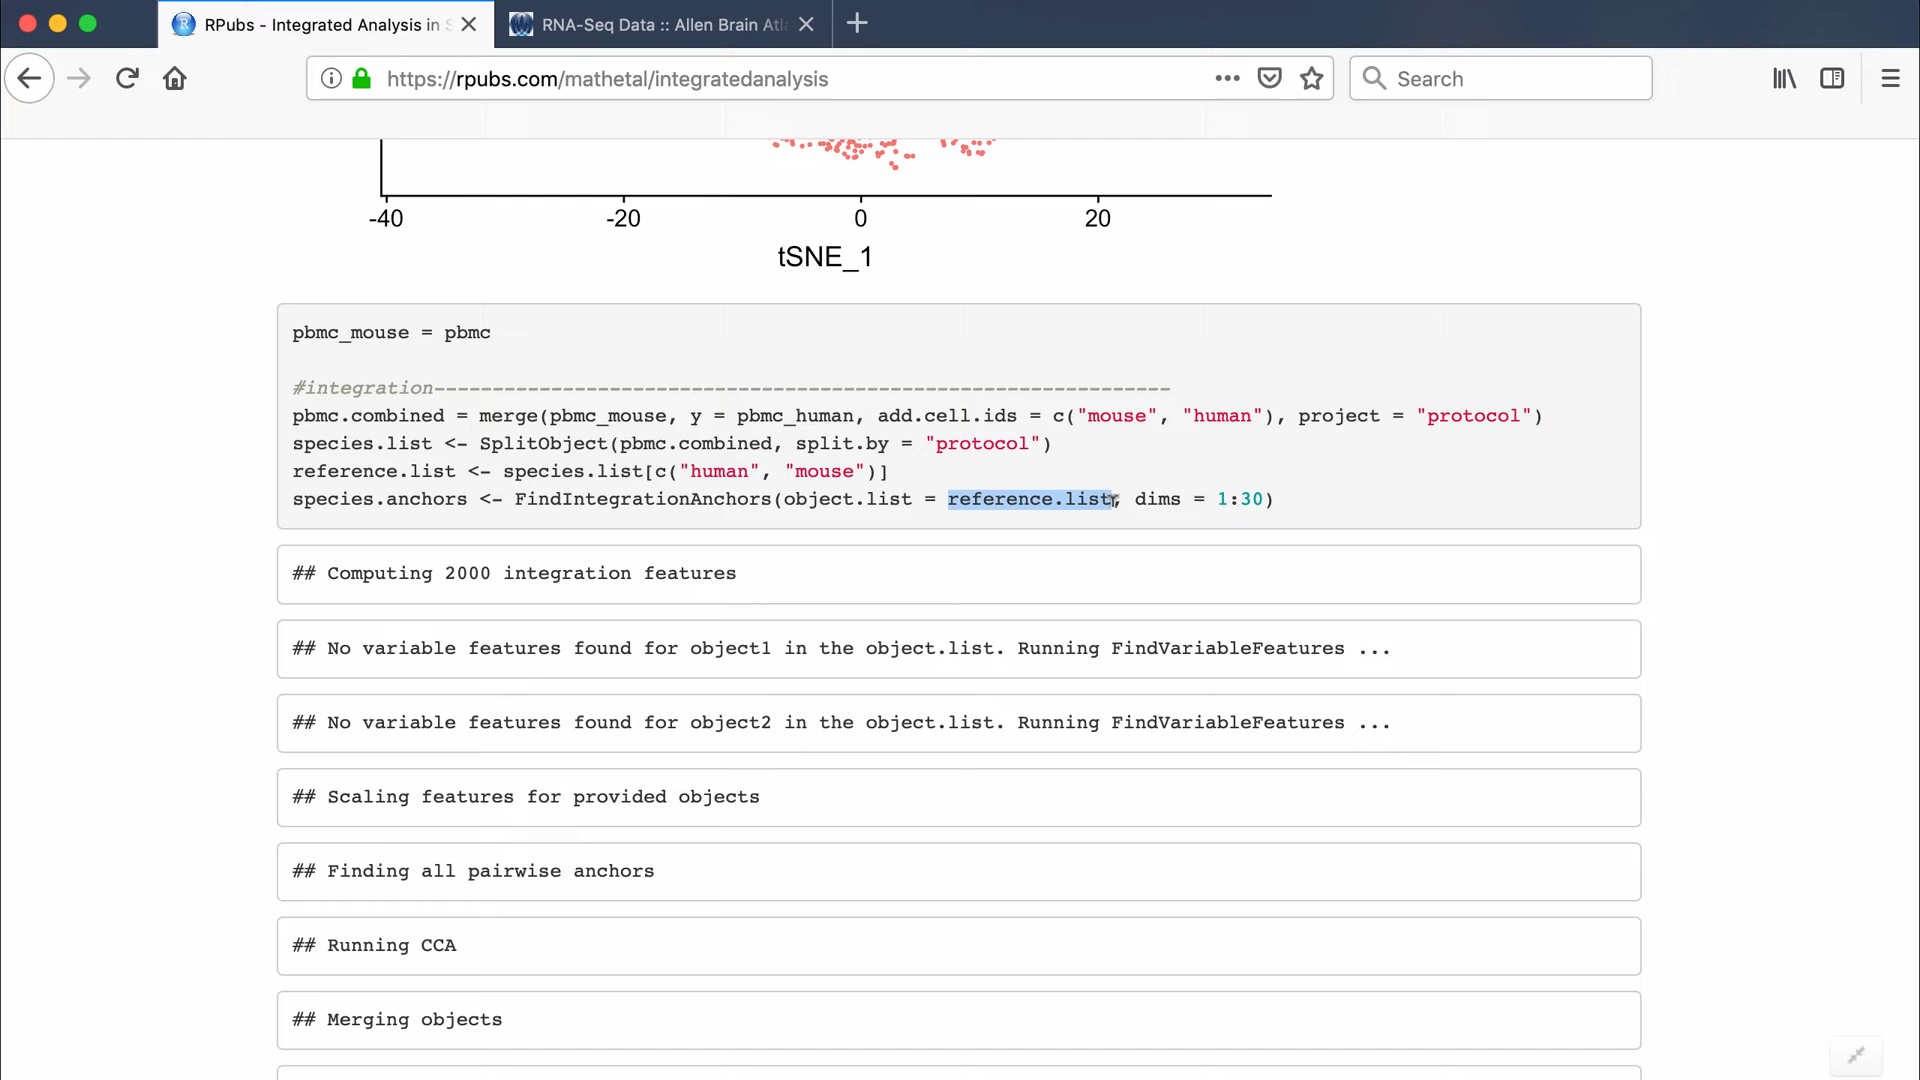 RPubs - Integrated Analysis in S
RNA-Seq Data :: Allen Brain Atla
https://rpubs.com/mathetal/integratedanalysis
Search
-40 -20 0 20
tSNE_1
pbmc_mouse = pbmc
#integration---------------------------------------------------------------
pbmc.combined = merge(pbmc_mouse, y = pbmc_human, add.cell.ids = c("mouse", "human"), project = "protocol")
species.list <- SplitObject(pbmc.combined, split.by = "protocol")
reference.list <- species.list[c("human", "mouse")]
species.anchors <- FindIntegrationAnchors(object.list = reference.list, dims = 1:30)
## Computing 2000 integration features
## No variable features found for object1 in the object.list. Running FindVariableFeatures ...
## No variable features found for object2 in the object.list. Running FindVariableFeatures ...
## Scaling features for provided objects
## Finding all pairwise anchors
## Running CCA
## Merging objects